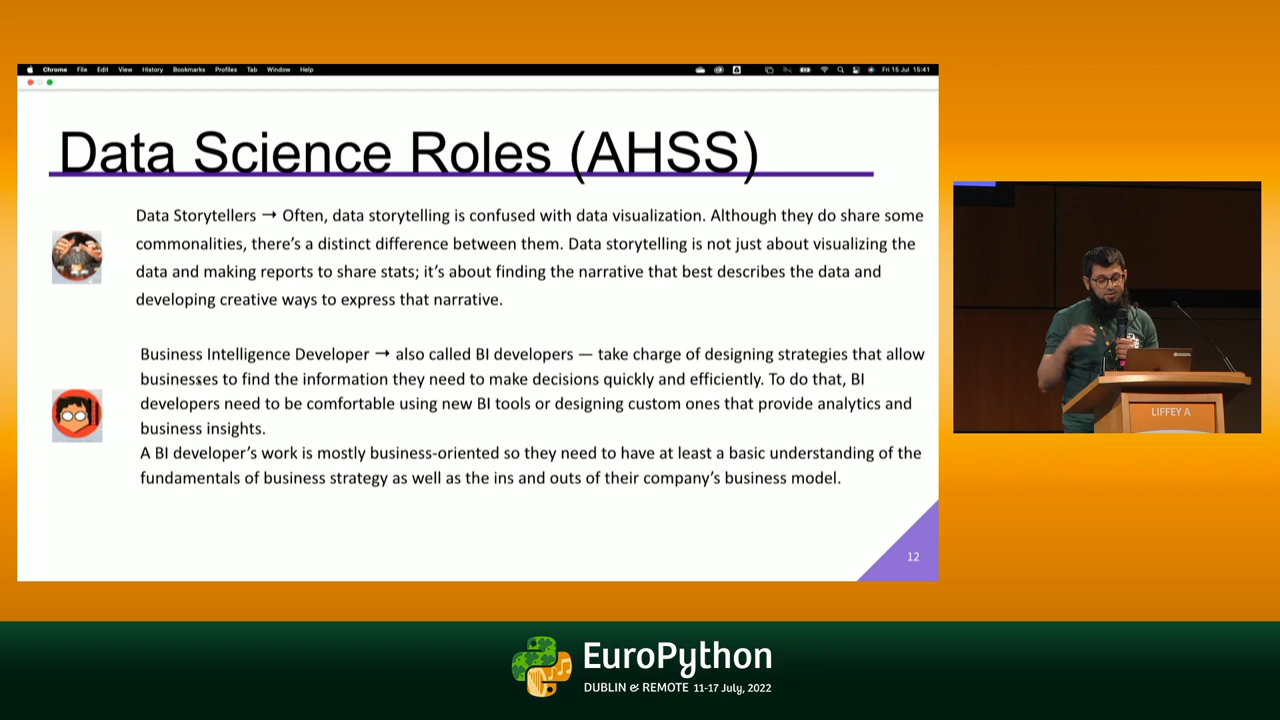 Chrome File Edit View History Bookmarks Profiles Tab Window Help Fri 15 Jul 15:41
Data Science Roles (AHSS)
Data Storytellers → Often, data storytelling is confused with data visualization. Although they do share some
commonalities, there's a distinct difference between them. Data storytelling is not just about visualizing the
data and making reports to share stats; it's about finding the narrative that best describes the data and
developing creative ways to express that narrative.
Business Intelligence Developer → also called BI developers — take charge of designing strategies that allow
businesses to find the information they need to make decisions quickly and efficiently. To do that, BI
developers need to be comfortable using new BI tools or designing custom ones that provide analytics and
business insights.
A BI developer's work is mostly business-oriented so they need to have at least a basic understanding of the
fundamentals of business strategy as well as the ins and outs of their company's business model.
12
LIFFEY A
EuroPython
DUBLIN & REMOTE 11-17 July, 2022